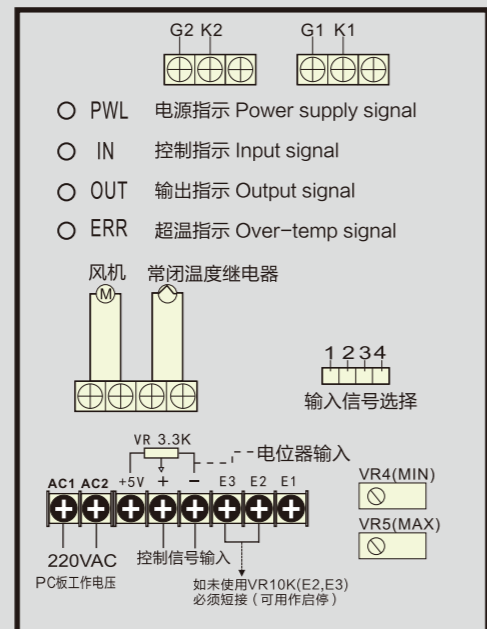 G2 K2
G1 K1
PWL 电源指示 Power supply signal
IN 控制指示 Input signal
OUT 输出指示 Output signal
ERR 超温指示 Over-temp signal
风机 常闭温度继电器
M
1 2 3 4
输入信号选择
VR 3.3K
电位器输入
AC1 AC2 +5V + − E3 E2 E1
VR4(MIN)
VR5(MAX)
220VAC 控制信号输入
PC板工作电压
如未使用VR10K(E2,E3)
必须短接（可用作启停）